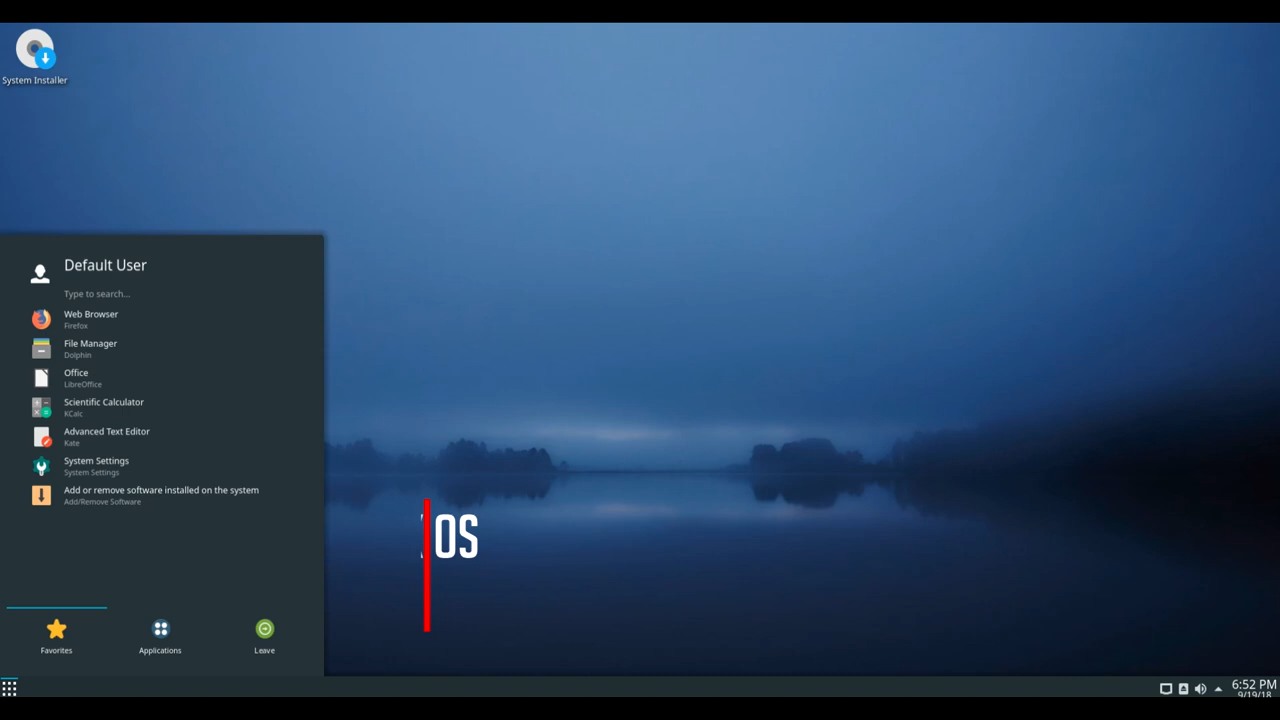 System Installer
Default User
Type to search...
Web Browser
Firefox
File Manager
Dolphin
Office
LibreOffice
Scientific Calculator
KCalc
Advanced Text Editor
Kate
System Settings
System Settings
Add or remove software installed on the system
Add/Remove Software
OS
Favorites
Applications
Leave
6:52 PM
9/19/18